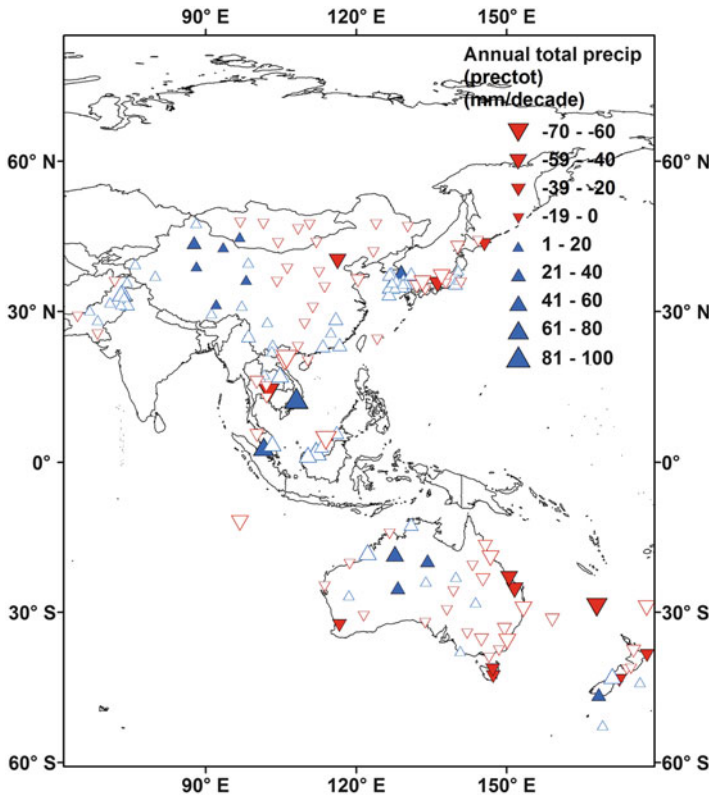 90° E 120° E 150° E
Annual total precip
(prectot)
(mm/decade)
-70 - -60
-59 - -40
-39 - -20
-19 - 0
1 - 20
21 - 40
41 - 60
61 - 80
81 - 100
60° N 60° N
30° N 30° N
0° 0°
30° S 30° S
60° S 60° S
90° E 120° E 150° E